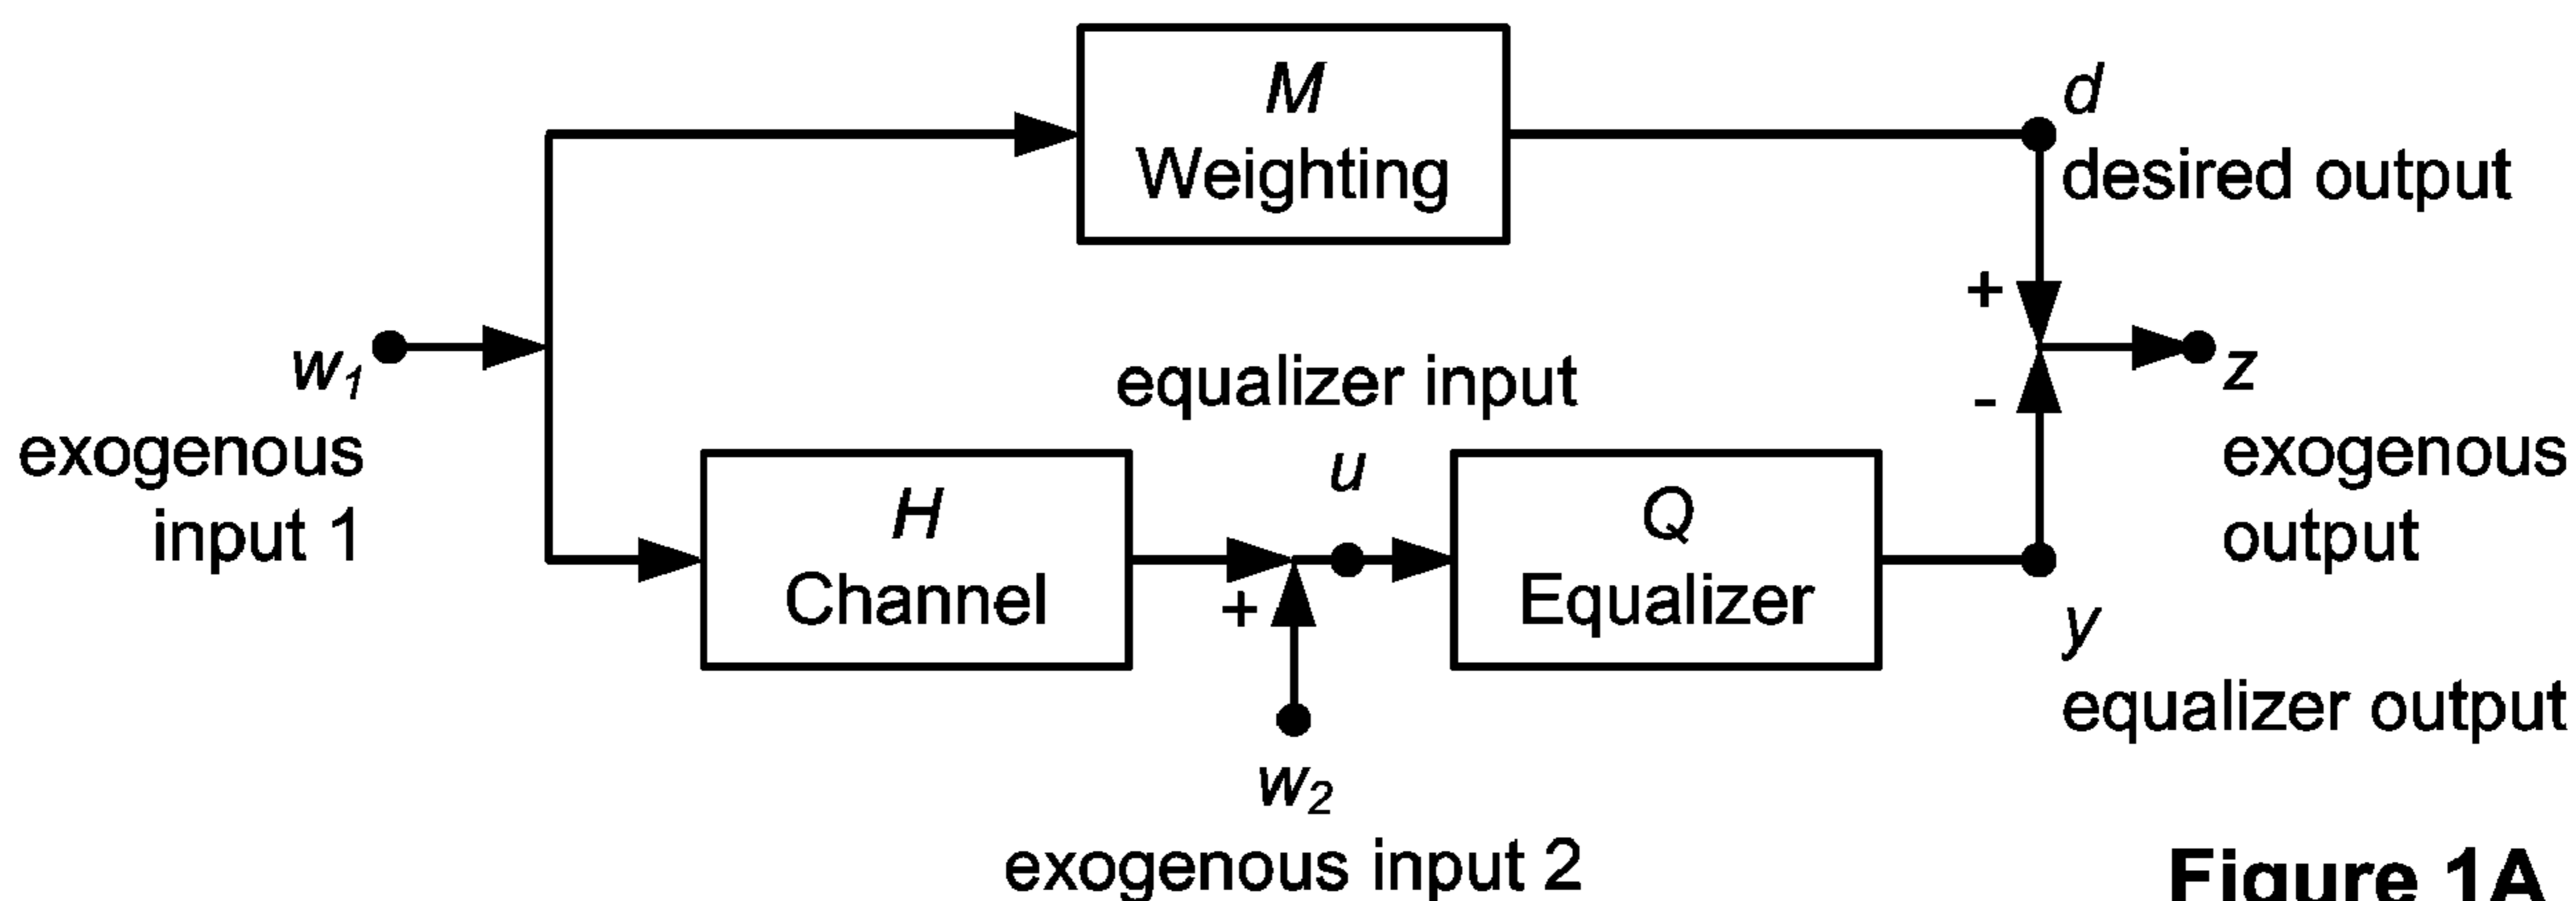 M
Weighting
d
desired output
+
w1
exogenous
input 1
equalizer input
u
-
z
exogenous
output
H
Channel
+
Q
Equalizer
y
equalizer output
w2
exogenous input 2
Figure 1A